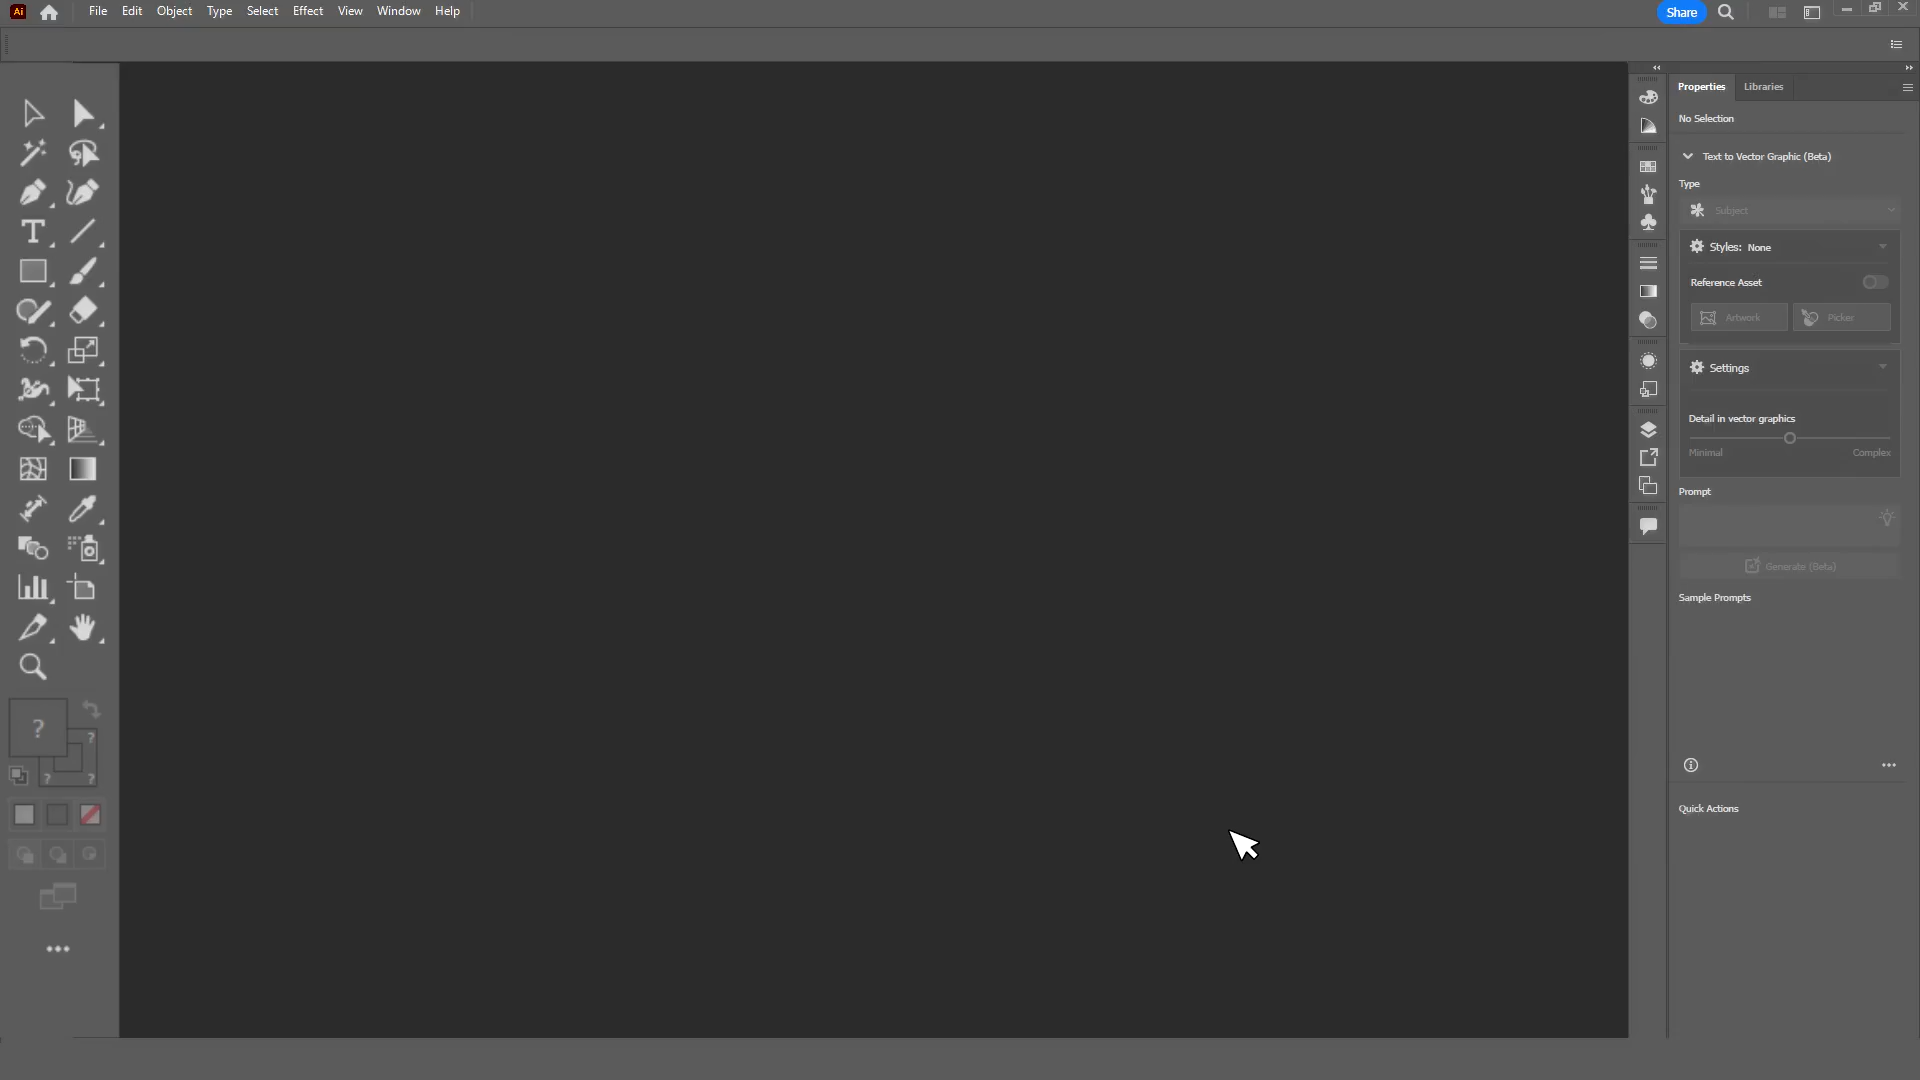 Ai File Edit Object Type Select Effect View Window Help Share
Properties Libraries
No Selection
Text to Vector Graphic (Beta)
Type
Subject
Styles: None
Reference Asset
Artwork Picker
Settings
Detail in vector graphics
Minimal Complex
Prompt
Generate (Beta)
Sample Prompts
?
?
? ?
Quick Actions